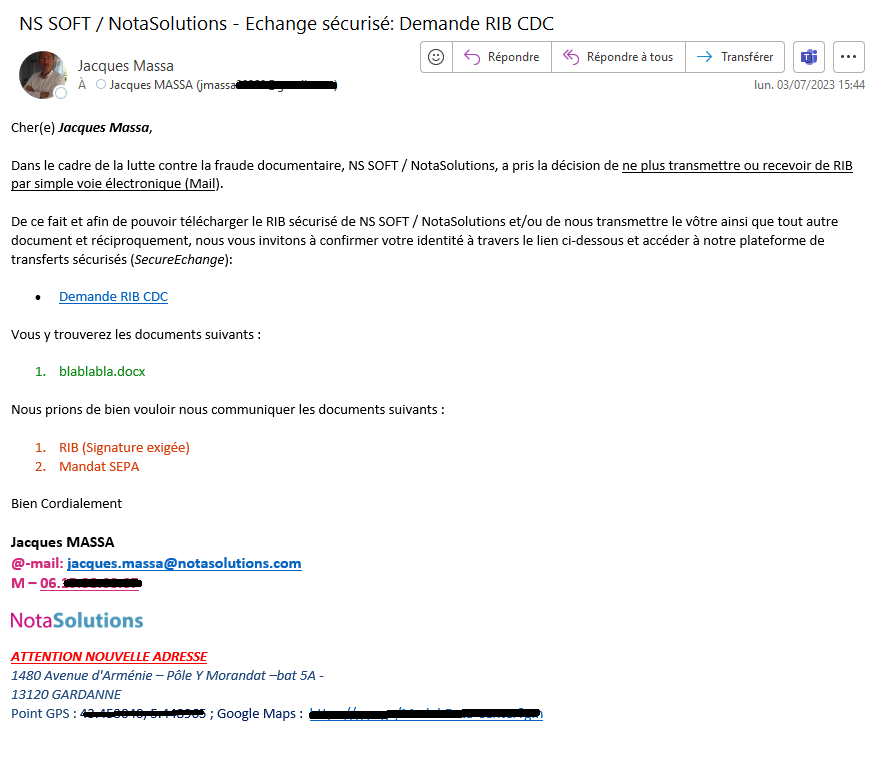 NS SOFT / NotaSolutions - Echange sécurisé: Demande RIB CDC
Jacques Massa
À Jacques MASSA (jmassa
Répondre
Répondre à tous
Transférer
lun. 03/07/2023 15:44
Cher(e) Jacques Massa,
Dans le cadre de la lutte contre la fraude documentaire, NS SOFT / NotaSolutions, a pris la décision de ne plus transmettre ou recevoir de RIB
par simple voie électronique (Mail).
De ce fait et afin de pouvoir télécharger le RIB sécurisé de NS SOFT / NotaSolutions et/ou de nous transmettre le vôtre ainsi que tout autre
document et réciproquement, nous vous invitons à confirmer votre identité à travers le lien ci-dessous et accéder à notre plateforme de
transferts sécurisés (SecureEchange):
• Demande RIB CDC
Vous y trouverez les documents suivants :
1. blablabla.docx
Nous prions de bien vouloir nous communiquer les documents suivants :
1. RIB (Signature exigée)
2. Mandat SEPA
Bien Cordialement
Jacques MASSA
@-mail: jacques.massa@notasolutions.com
M – 06.
NotaSolutions
ATTENTION NOUVELLE ADRESSE
1480 Avenue d'Arménie – Pôle Y Morandat –bat 5A -
13120 GARDANNE
Point GPS : ; Google Maps :